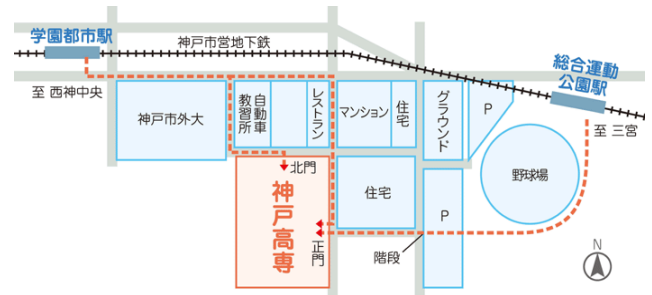 学園都市駅
神戸市営地下鉄
総合運動
公園駅
至 西神中央
至 三宮
神戸市外大
自動車
教習所
レストラン
マンション
住宅
グラウンド
P
北門
神戸高専
住宅
P
野球場
正門
階段
N